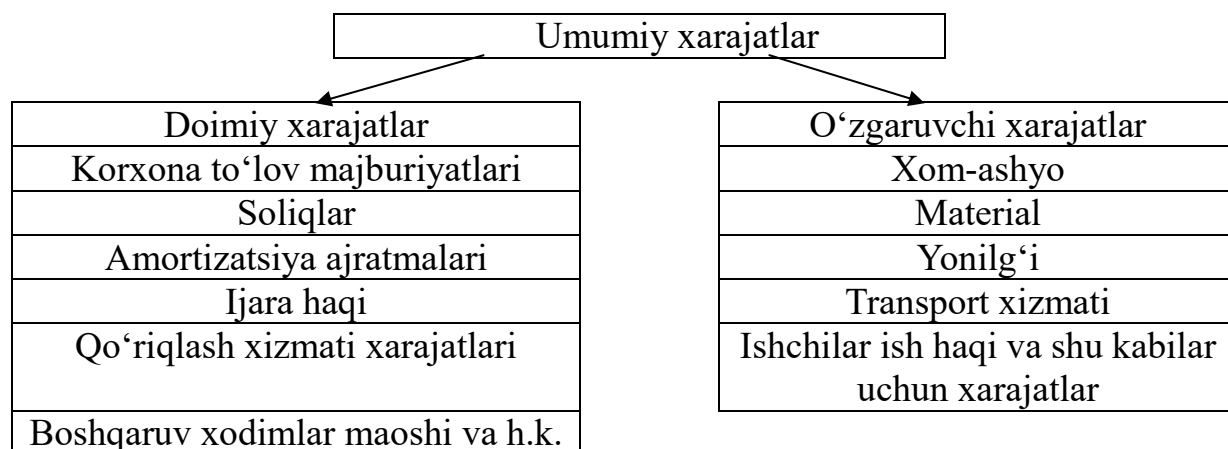 Umumiy xarajatlar
Doimiy xarajatlar
Korxona to‘lov majburiyatlari
Soliqlar
Amortizatsiya ajratmalari
Ijara haqi
Qo‘riqlash xizmati xarajatlari
Boshqaruv xodimlar maoshi va h.k.
O‘zgaruvchi xarajatlar
Xom-ashyo
Material
Yonilg‘i
Transport xizmati
Ishchilar ish haqi va shu kabilar
uchun xarajatlar